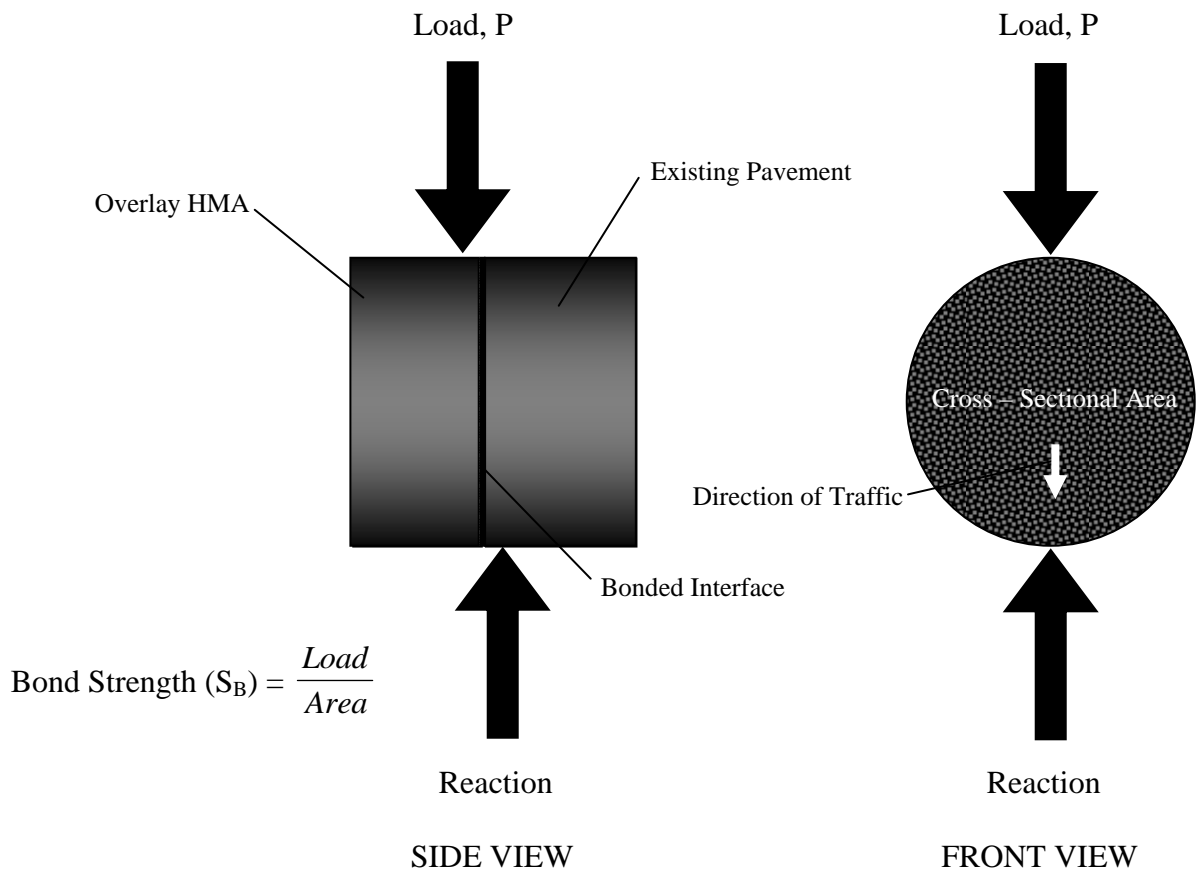 Load, P
Load, P
Existing Pavement
Overlay HMA
Cross – Sectional Area
Direction of Traffic
Bonded Interface
Bond Strength (S_B) = Load / Area
Reaction
Reaction
SIDE VIEW
FRONT VIEW